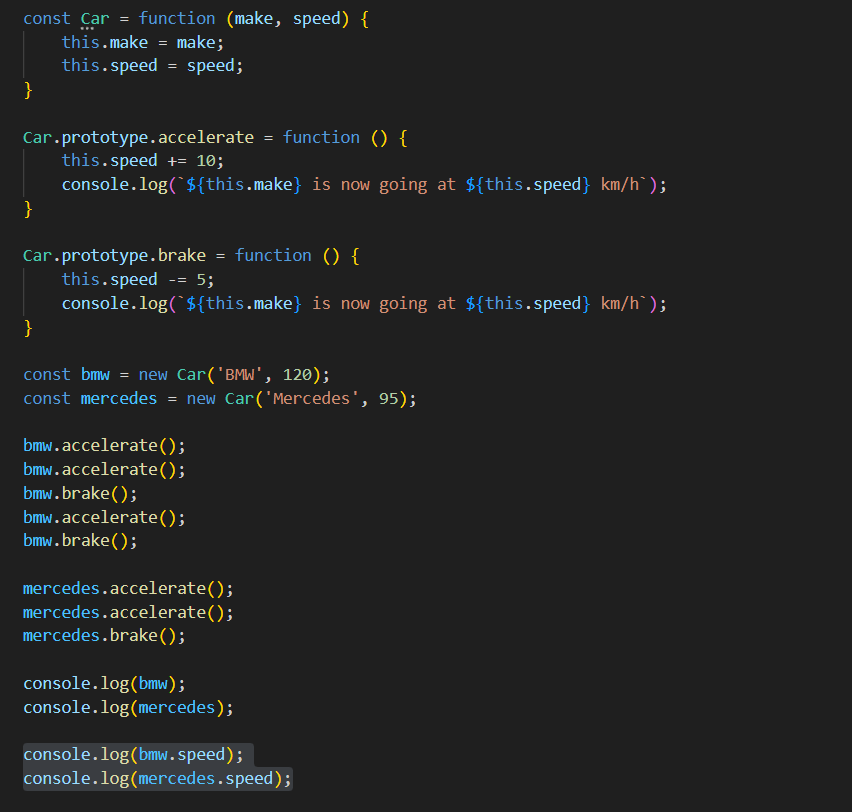 const Car = function (make, speed) {
    this.make = make;
    this.speed = speed;
}
Car.prototype.accelerate = function () {
    this.speed += 10;
    console.log(`${this.make} is now going at ${this.speed} km/h`);
}
Car.prototype.brake = function () {
    this.speed -= 5;
    console.log(`${this.make} is now going at ${this.speed} km/h`);
}
const bmw = new Car('BMW', 120);
const mercedes = new Car('Mercedes', 95);
bmw.accelerate();
bmw.accelerate();
bmw.brake();
bmw.accelerate();
bmw.brake();
mercedes.accelerate();
mercedes.accelerate();
mercedes.brake();
console.log(bmw);
console.log(mercedes);
console.log(bmw.speed);
console.log(mercedes.speed);